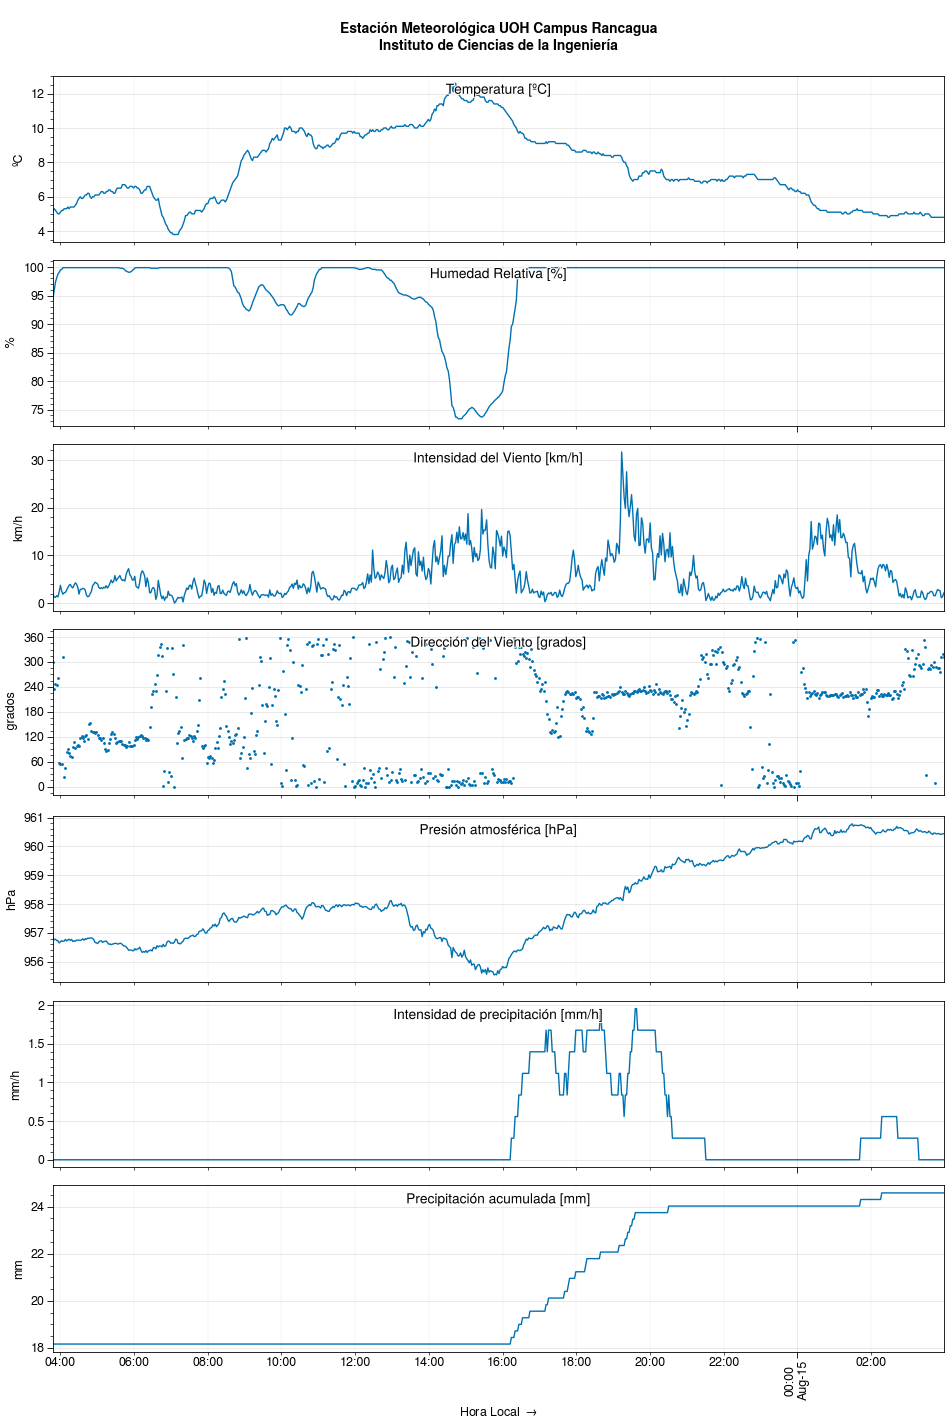 Estación Meteorológica UOH Campus Rancagua
Instituto de Ciencias de la Ingeniería
Temperatura [ºC]
12
10
8
6
4
ºC
Humedad Relativa [%]
100
95
90
85
80
75
%
Intensidad del Viento [km/h]
30
20
10
0
km/h
Dirección del Viento [grados]
360
300
240
180
120
60
0
grados
Presión atmosférica [hPa]
961
960
959
958
957
956
hPa
Intensidad de precipitación [mm/h]
2
1.5
1
0.5
0
mm/h
Precipitación acumulada [mm]
24
22
20
18
mm
04:00 06:00 08:00 10:00 12:00 14:00 16:00 18:00 20:00 22:00 00:00 02:00
Aug-15
Hora Local →